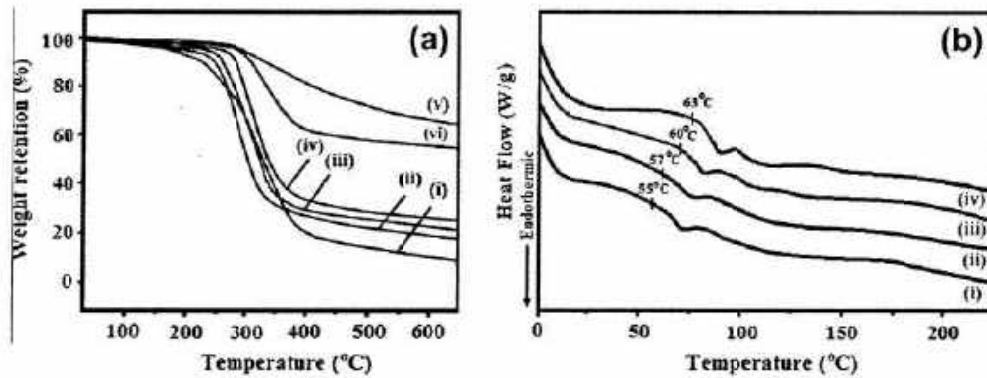 (a)
Weight retention (%)
100
80
60
40
20
0
(v)
(vi)
(iv)
(iii)
(ii)
(i)
100
200
300
400
500
600
Temperature (°C)
(b)
Heat Flow (W/g)
Endothermic
63°C
60°C
57°C
55°C
(iv)
(iii)
(ii)
(i)
0
50
100
150
200
Temperature (°C)